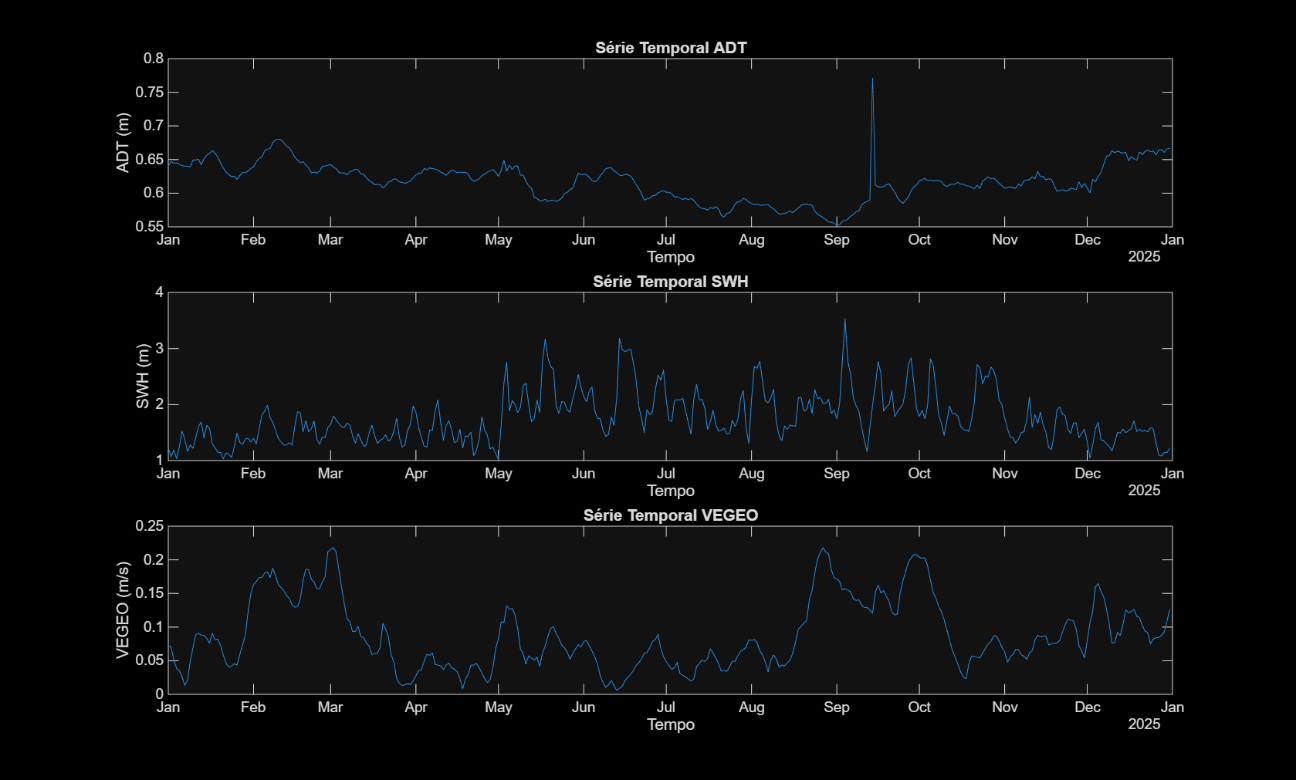 Série Temporal ADT
0.8
0.75
0.7
0.65
0.6
0.55
ADT (m)
Jan Feb Mar Apr May Jun Jul Aug Sep Oct Nov Dec Jan
Tempo 2025
Série Temporal SWH
4
3
2
1
SWH (m)
Jan Feb Mar Apr May Jun Jul Aug Sep Oct Nov Dec Jan
Tempo 2025
Série Temporal VEGEO
0.25
0.2
0.15
0.1
0.05
0
VEGEO (m/s)
Jan Feb Mar Apr May Jun Jul Aug Sep Oct Nov Dec Jan
Tempo 2025